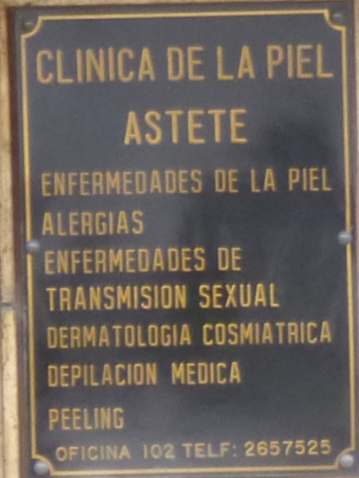 CLINICA DE LA PIEL
ASTETE
ENFERMEDADES DE LA PIEL
ALERGIAS
ENFERMEDADES DE
TRANSMISION SEXUAL
DERMATOLOGIA COSMIATRICA
DEPILACION MEDICA
PEELING
OFICINA 102 TELF: 2657525